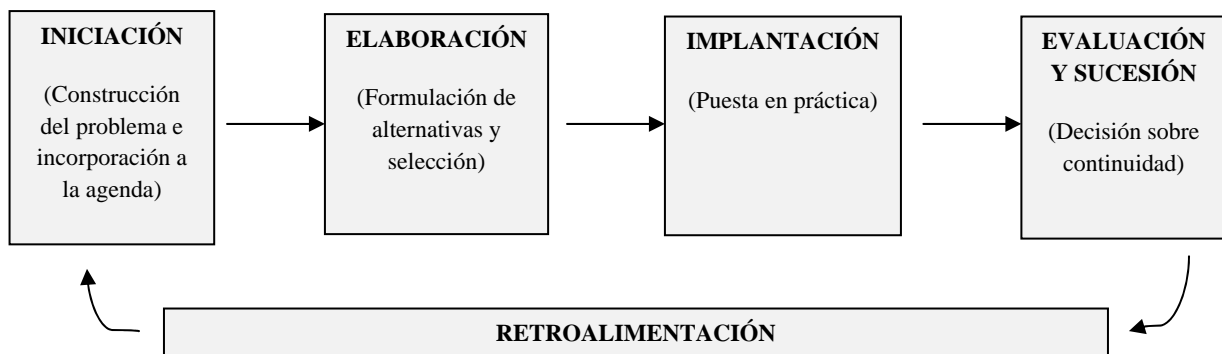 INICIACIÓN
(Construcción
del problema e
incorporación a
la agenda)
ELABORACIÓN
(Formulación de
alternativas y
selección)
IMPLANTACIÓN
(Puesta en práctica)
EVALUACIÓN
Y SUCESIÓN
(Decisión sobre
continuidad)
RETROALIMENTACIÓN